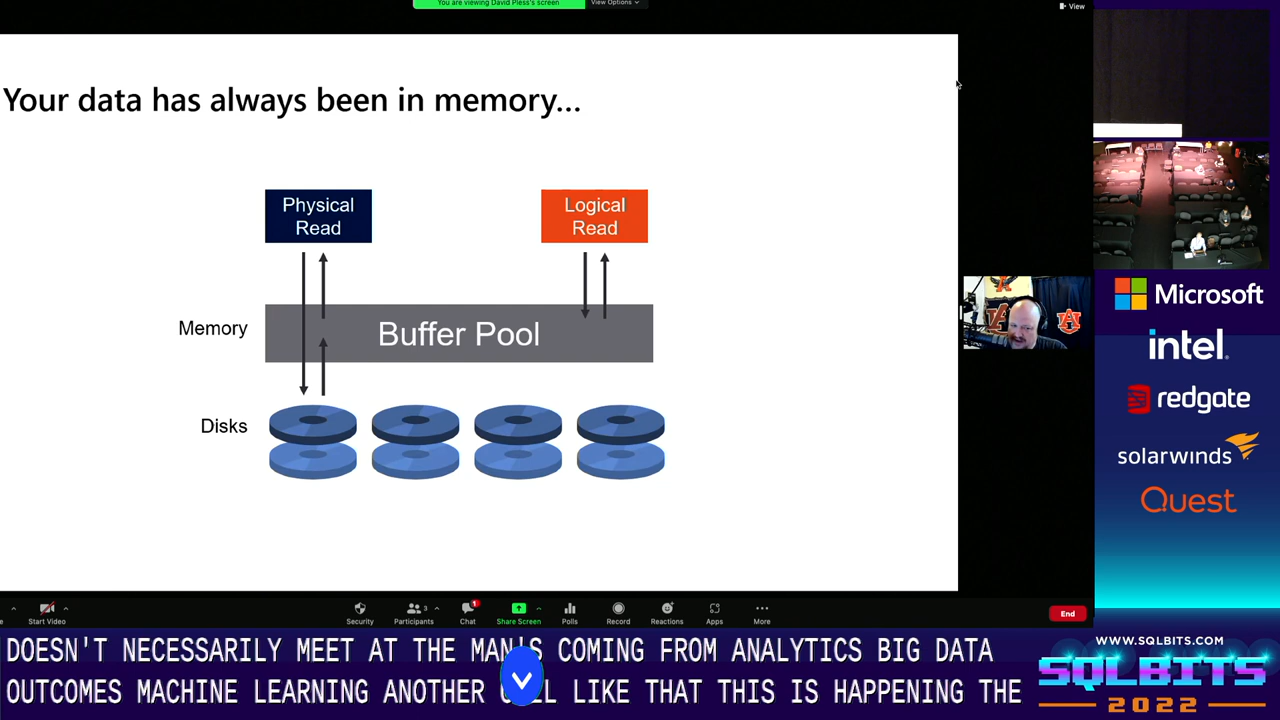 You are viewing David Pless's screen
View Options
View
Your data has always been in memory...
Physical
Read
Logical
Read
Memory
Buffer Pool
Disks
Microsoft
intel.
redgate
solarwinds
Quest
Start Video
Security
Participants
3
Chat
1
Share Screen
Polls
Record
Reactions
Apps
More
End
DOESN'T NECESSARILY MEET AT THE MAN'S COMING FROM ANALYTICS BIG DATA
OUTCOMES MACHINE LEARNING ANOTHER LIKE THAT THIS IS HAPPENING THE
WWW.SQLBITS.COM
SQLBITS
2022